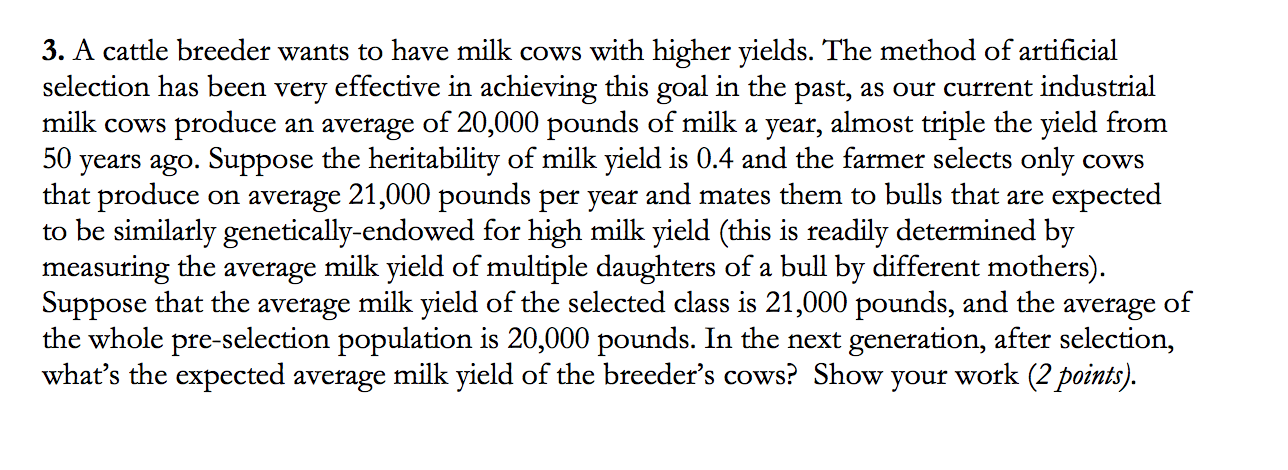 3. A cattle breeder wants to have milk cows with higher yields. The method of artificial
selection has been very effective in achieving this goal in the past, as our current industrial
milk cows produce an average of 20,000 pounds of milk a year, almost triple the yield from
50 years ago. Suppose the heritability of milk yield is 0.4 and the farmer selects only cows
that produce on average 21,000 pounds per year and mates them to bulls that are expected
to be similarly genetically-endowed for high milk yield (this is readily determined by
measuring the average milk yield of multiple daughters of a bull by different mothers).
Suppose that the average milk yield of the selected class is 21,000 pounds, and the average of
the whole pre-selection population is 20,000 pounds. In the next generation, after selection,
what’s the expected average milk yield of the breeder’s cows? Show your work (2 points).